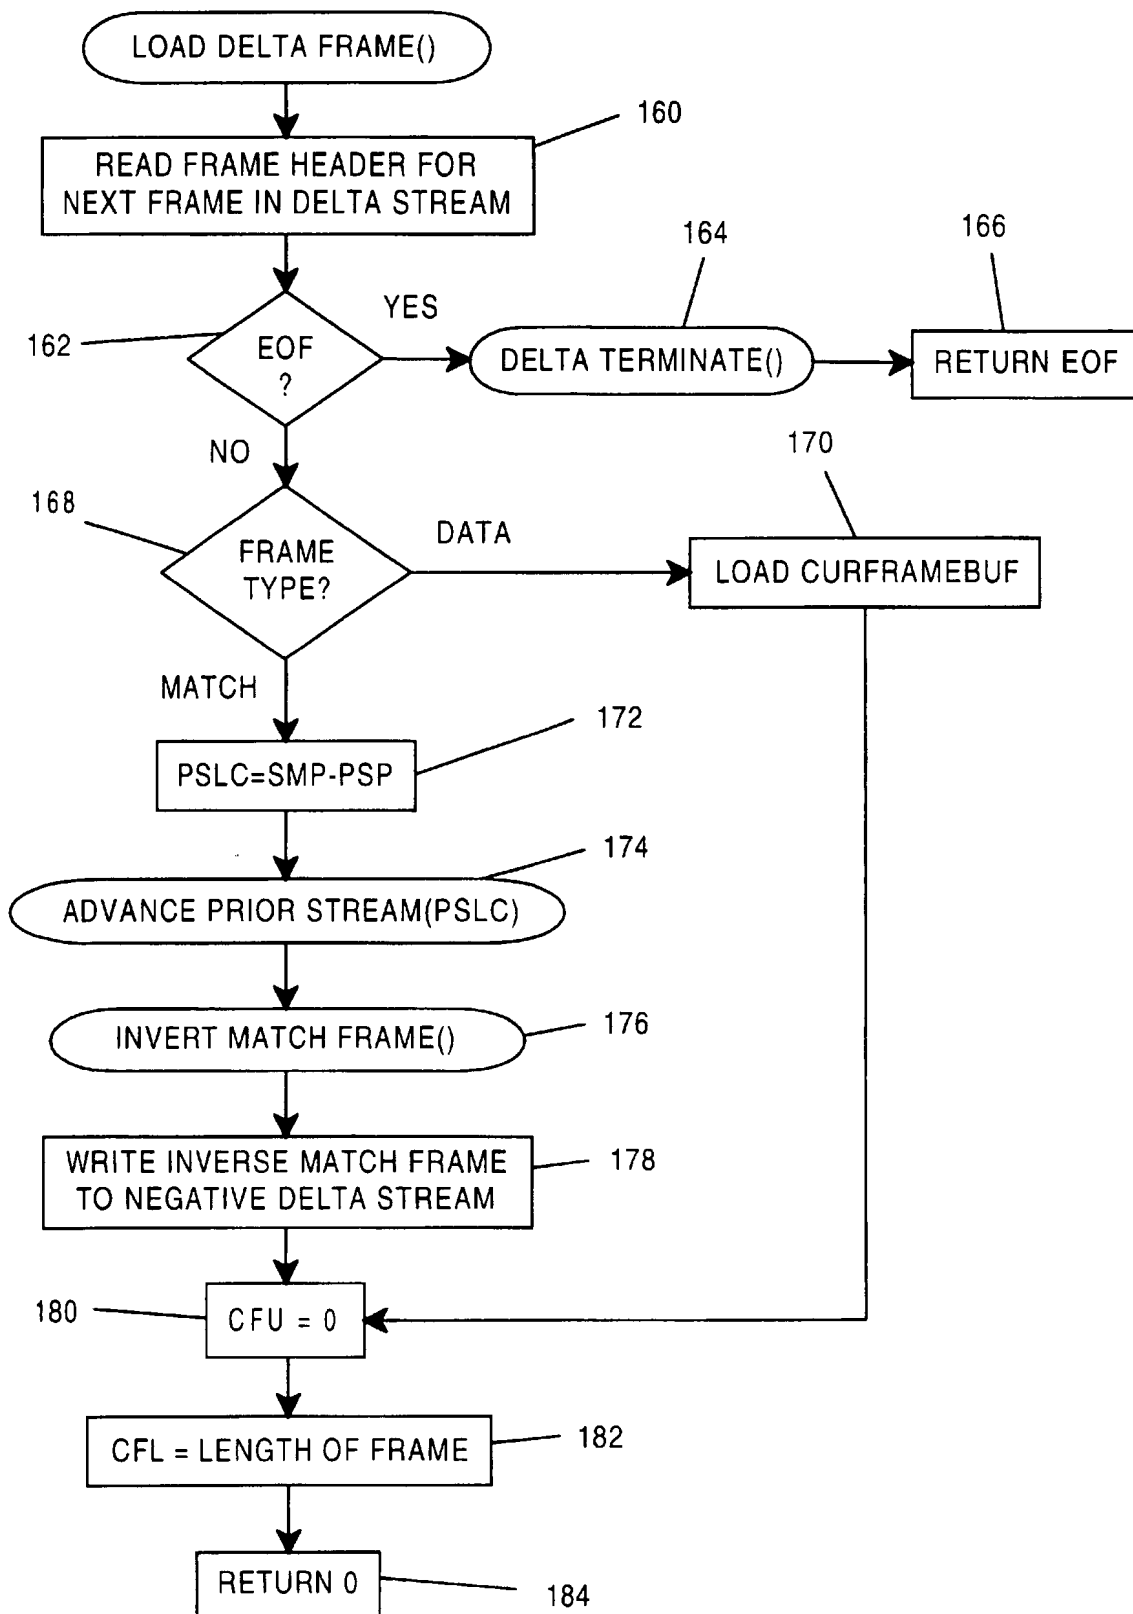 LOAD DELTA FRAME()
160
READ FRAME HEADER FOR
NEXT FRAME IN DELTA STREAM
164
166
YES
162
EOF
?
DELTA TERMINATE()
RETURN EOF
NO
170
168
DATA
FRAME
TYPE?
LOAD CURFRAMEBUF
MATCH
172
PSLC=SMP-PSP
174
ADVANCE PRIOR STREAM(PSLC)
176
INVERT MATCH FRAME()
WRITE INVERSE MATCH FRAME
TO NEGATIVE DELTA STREAM
178
180
CFU = 0
CFL = LENGTH OF FRAME
182
RETURN 0
184